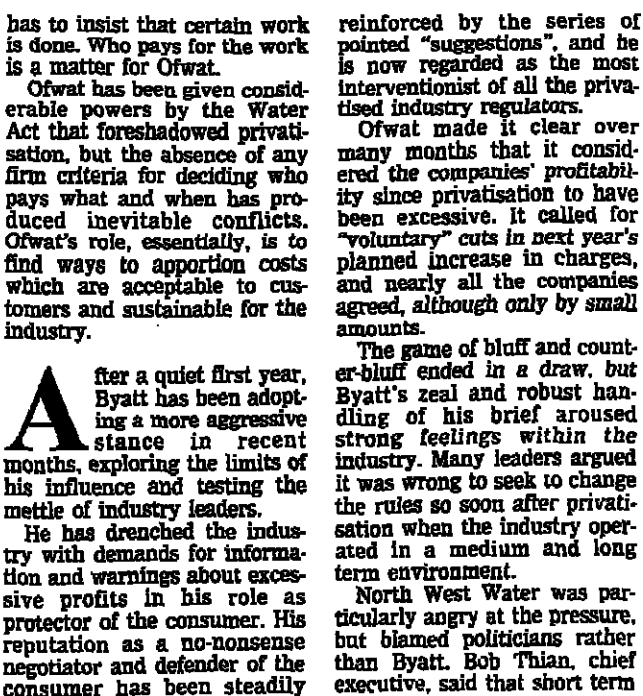 has to insist that certain work
is done. Who pays for the work
is a matter for Ofwat.
Ofwat has been given consid-
erable powers by the Water
Act that foreshadowed privati-
sation, but the absence of any
firm criteria for deciding who
pays what and when has pro-
duced inevitable conflicts.
Ofwat's role, essentially, is to
find ways to apportion costs
which are acceptable to cus-
tomers and sustainable for the
industry.
After a quiet first year,
Byatt has been adopt-
ing a more aggressive
stance in recent
months, exploring the limits of
his influence and testing the
mettle of industry leaders.
He has drenched the indus-
try with demands for informa-
tion and warnings about exces-
sive profits in his role as
protector of the consumer. His
reputation as a no-nonsense
negotiator and defender of the
consumer has been steadily
reinforced by the series of
pointed "suggestions", and he
is now regarded as the most
interventionist of all the priva-
tised industry regulators.
Ofwat made it clear over
many months that it consid-
ered the companies' profitabil-
ity since privatisation to have
been excessive. It called for
"voluntary" cuts in next year's
planned increase in charges,
and nearly all the companies
agreed, although only by small
amounts.
The game of bluff and count-
er-bluff ended in a draw, but
Byatt's zeal and robust han-
dling of his brief aroused
strong feelings within the
industry. Many leaders argued
it was wrong to seek to change
the rules so soon after privati-
sation when the industry oper-
ated in a medium and long
term environment.
North West Water was par-
ticularly angry at the pressure,
but blamed politicians rather
than Byatt. Bob Thian, chief
executive, said that short term